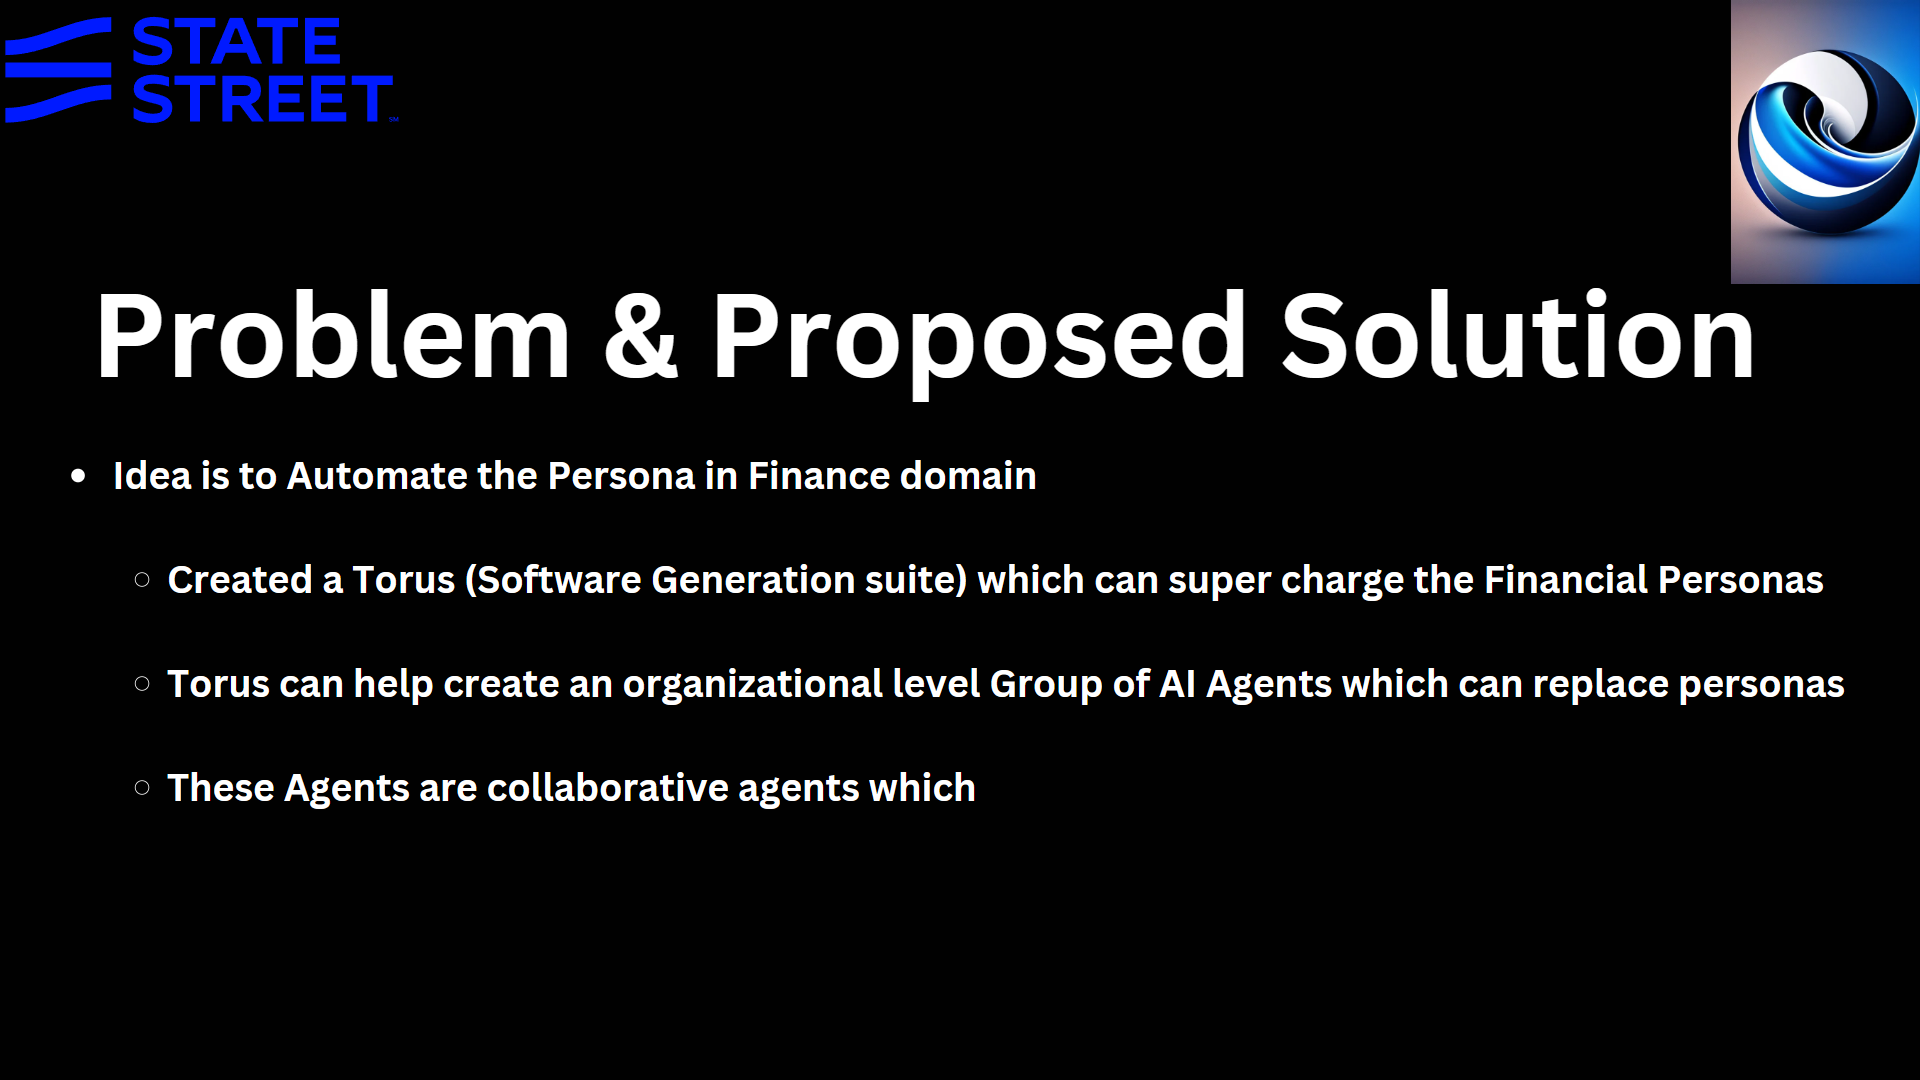 STATE
STREET
Problem & Proposed Solution
Idea is to Automate the Persona in Finance domain
Created a Torus (Software Generation suite) which can super charge the Financial Personas
Torus can help create an organizational level Group of AI Agents which can replace personas
These Agents are collaborative agents which